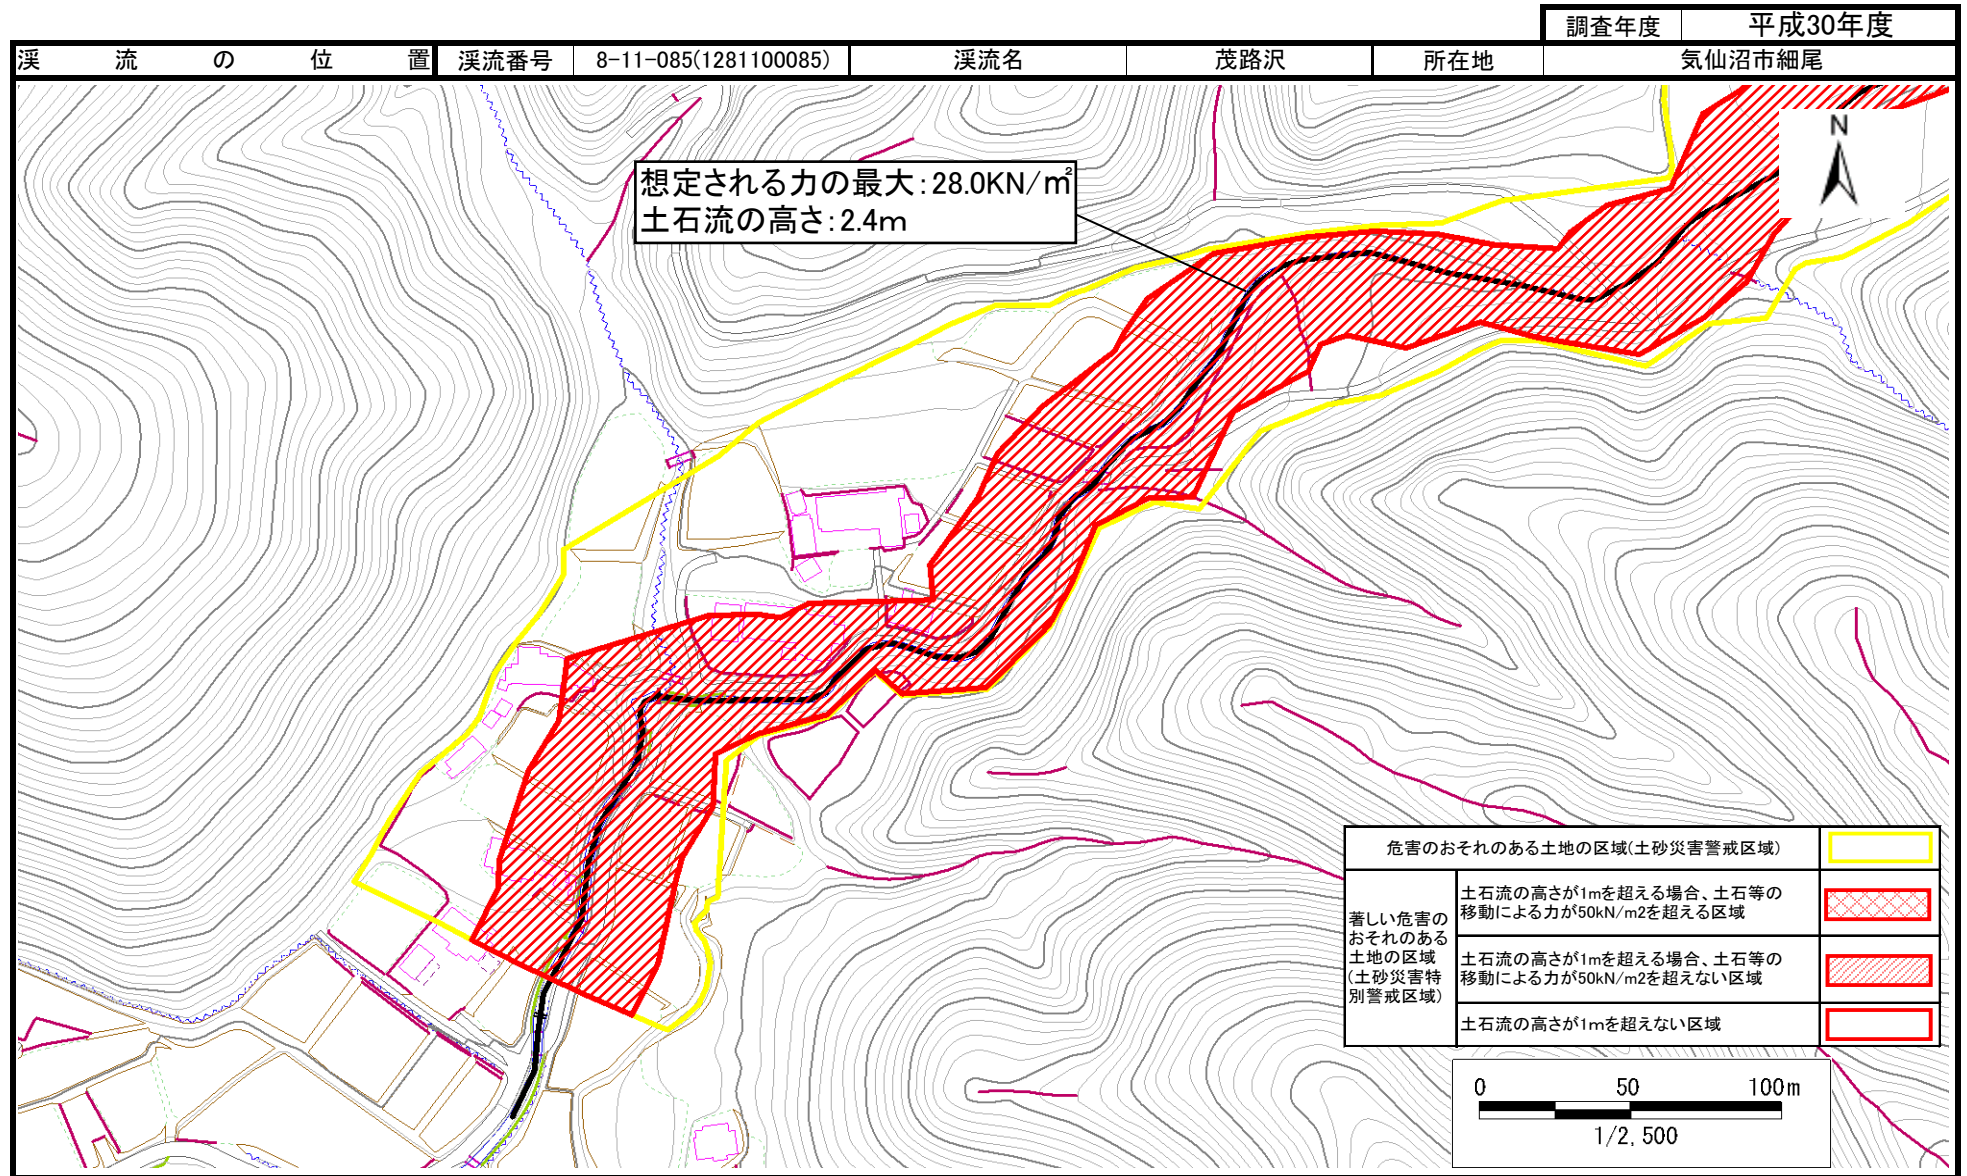 調査年度 平成30年度
渓流の位置 渓流番号 8-11-085(1281100085) 渓流名 茂路沢 所在地 気仙沼市細尾
N
想定される力の最大:28.0KN/㎡
土石流の高さ:2.4m
危害のおそれのある土地の区域(土砂災害警戒区域)
著しい危害の
おそれのある
土地の区域
(土砂災害特
別警戒区域)
土石流の高さが1mを超える場合、土石等の
移動による力が50kN/m2を超える区域
土石流の高さが1mを超える場合、土石等の
移動による力が50kN/m2を超えない区域
土石流の高さが1mを超えない区域
0 50 100m
1/2,500